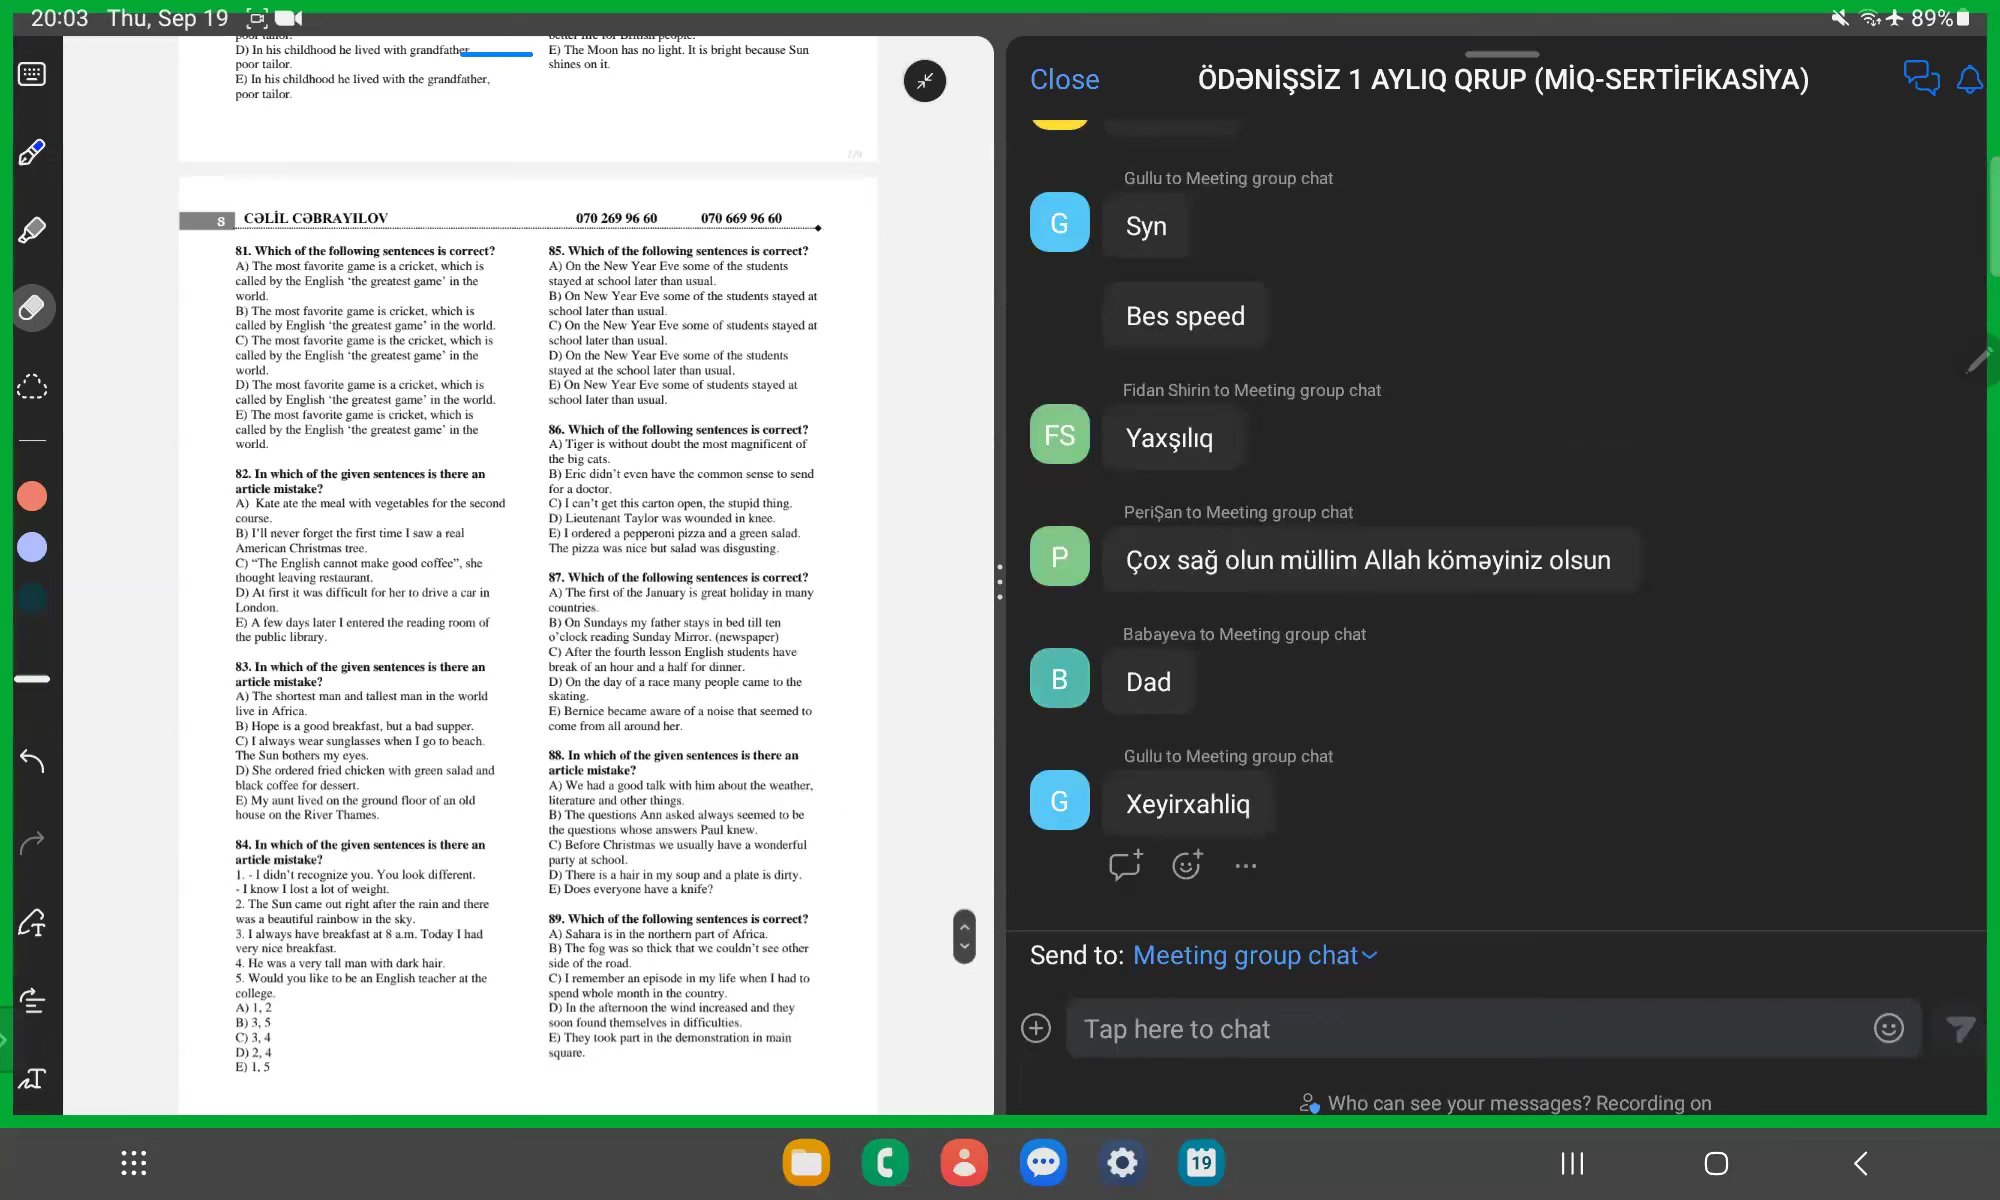 20:03 Thu, Sep 19
89%
D) In his childhood he lived with grandfather,
poor tailor.
E) In his childhood he lived with the grandfather,
poor tailor.
E) The Moon has no light. It is bright because Sun
shines on it.
7/9
8 CƏLİL CƏBRAYILOV 070 269 96 60 070 669 96 60
81. Which of the following sentences is correct?
A) The most favorite game is a cricket, which is
called by the English ‘the greatest game’ in the
world.
B) The most favorite game is cricket, which is
called by English ‘the greatest game’ in the world.
C) The most favorite game is the cricket, which is
called by the English ‘the greatest game’ in the
world.
D) The most favorite game is a cricket, which is
called by English ‘the greatest game’ in the world.
E) The most favorite game is cricket, which is
called by the English ‘the greatest game’ in the
world.
82. In which of the given sentences is there an
article mistake?
A) Kate ate the meal with vegetables for the second
course.
B) I’ll never forget the first time I saw a real
American Christmas tree.
C) “The English cannot make good coffee”, she
thought leaving restaurant.
D) At first it was difficult for her to drive a car in
London.
E) A few days later I entered the reading room of
the public library.
83. In which of the given sentences is there an
article mistake?
A) The shortest man and tallest man in the world
live in Africa.
B) Hope is a good breakfast, but a bad supper.
C) I always wear sunglasses when I go to beach.
The Sun bothers my eyes.
D) She ordered fried chicken with green salad and
black coffee for dessert.
E) My aunt lived on the ground floor of an old
house on the River Thames.
84. In which of the given sentences is there an
article mistake?
1. - I didn’t recognize you. You look different.
- I know I lost a lot of weight.
2. The Sun came out right after the rain and there
was a beautiful rainbow in the sky.
3. I always have breakfast at 8 a.m. Today I had
very nice breakfast.
4. He was a very tall man with dark hair.
5. Would you like to be an English teacher at the
college.
A) 1, 2
B) 3, 5
C) 3, 4
D) 2, 4
E) 1, 5
85. Which of the following sentences is correct?
A) On the New Year Eve some of the students
stayed at school later than usual.
B) On New Year Eve some of the students stayed at
school later than usual.
C) On the New Year Eve some of students stayed at
school later than usual.
D) On the New Year Eve some of the students
stayed at the school later than usual.
E) On New Year Eve some of students stayed at
school later than usual.
86. Which of the following sentences is correct?
A) Tiger is without doubt the most magnificent of
the big cats.
B) Eric didn’t even have the common sense to send
for a doctor.
C) I can’t get this carton open, the stupid thing.
D) Lieutenant Taylor was wounded in knee.
E) I ordered a pepperoni pizza and a green salad.
The pizza was nice but salad was disgusting.
87. Which of the following sentences is correct?
A) The first of the January is great holiday in many
countries.
B) On Sundays my father stays in bed till ten
o’clock reading Sunday Mirror. (newspaper)
C) After the fourth lesson English students have
break of an hour and a half for dinner.
D) On the day of a race many people came to the
skating.
E) Bernice became aware of a noise that seemed to
come from all around her.
88. In which of the given sentences is there an
article mistake?
A) We had a good talk with him about the weather,
literature and other things.
B) The questions Ann asked always seemed to be
the questions whose answers Paul knew.
C) Before Christmas we usually have a wonderful
party at school.
D) There is a hair in my soup and a plate is dirty.
E) Does everyone have a knife?
89. Which of the following sentences is correct?
A) Sahara is in the northern part of Africa.
B) The fog was so thick that we couldn’t see other
side of the road.
C) I remember an episode in my life when I had to
spend whole month in the country.
D) In the afternoon the wind increased and they
soon found themselves in difficulties.
E) They took part in the demonstration in main
square.
Close ÖDƏNİŞSİZ 1 AYLIQ QRUP (MİQ-SERTİFİKASİYA)
Gullu to Meeting group chat
G
Syn
Bes speed
Fidan Shirin to Meeting group chat
FS
Yaxşılıq
PeriŞan to Meeting group chat
P
Çox sağ olun müllim Allah köməyiniz olsun
Babayeva to Meeting group chat
B
Dad
Gullu to Meeting group chat
G
Xeyirxahliq
Send to: Meeting group chat
Tap here to chat
Who can see your messages? Recording on
19